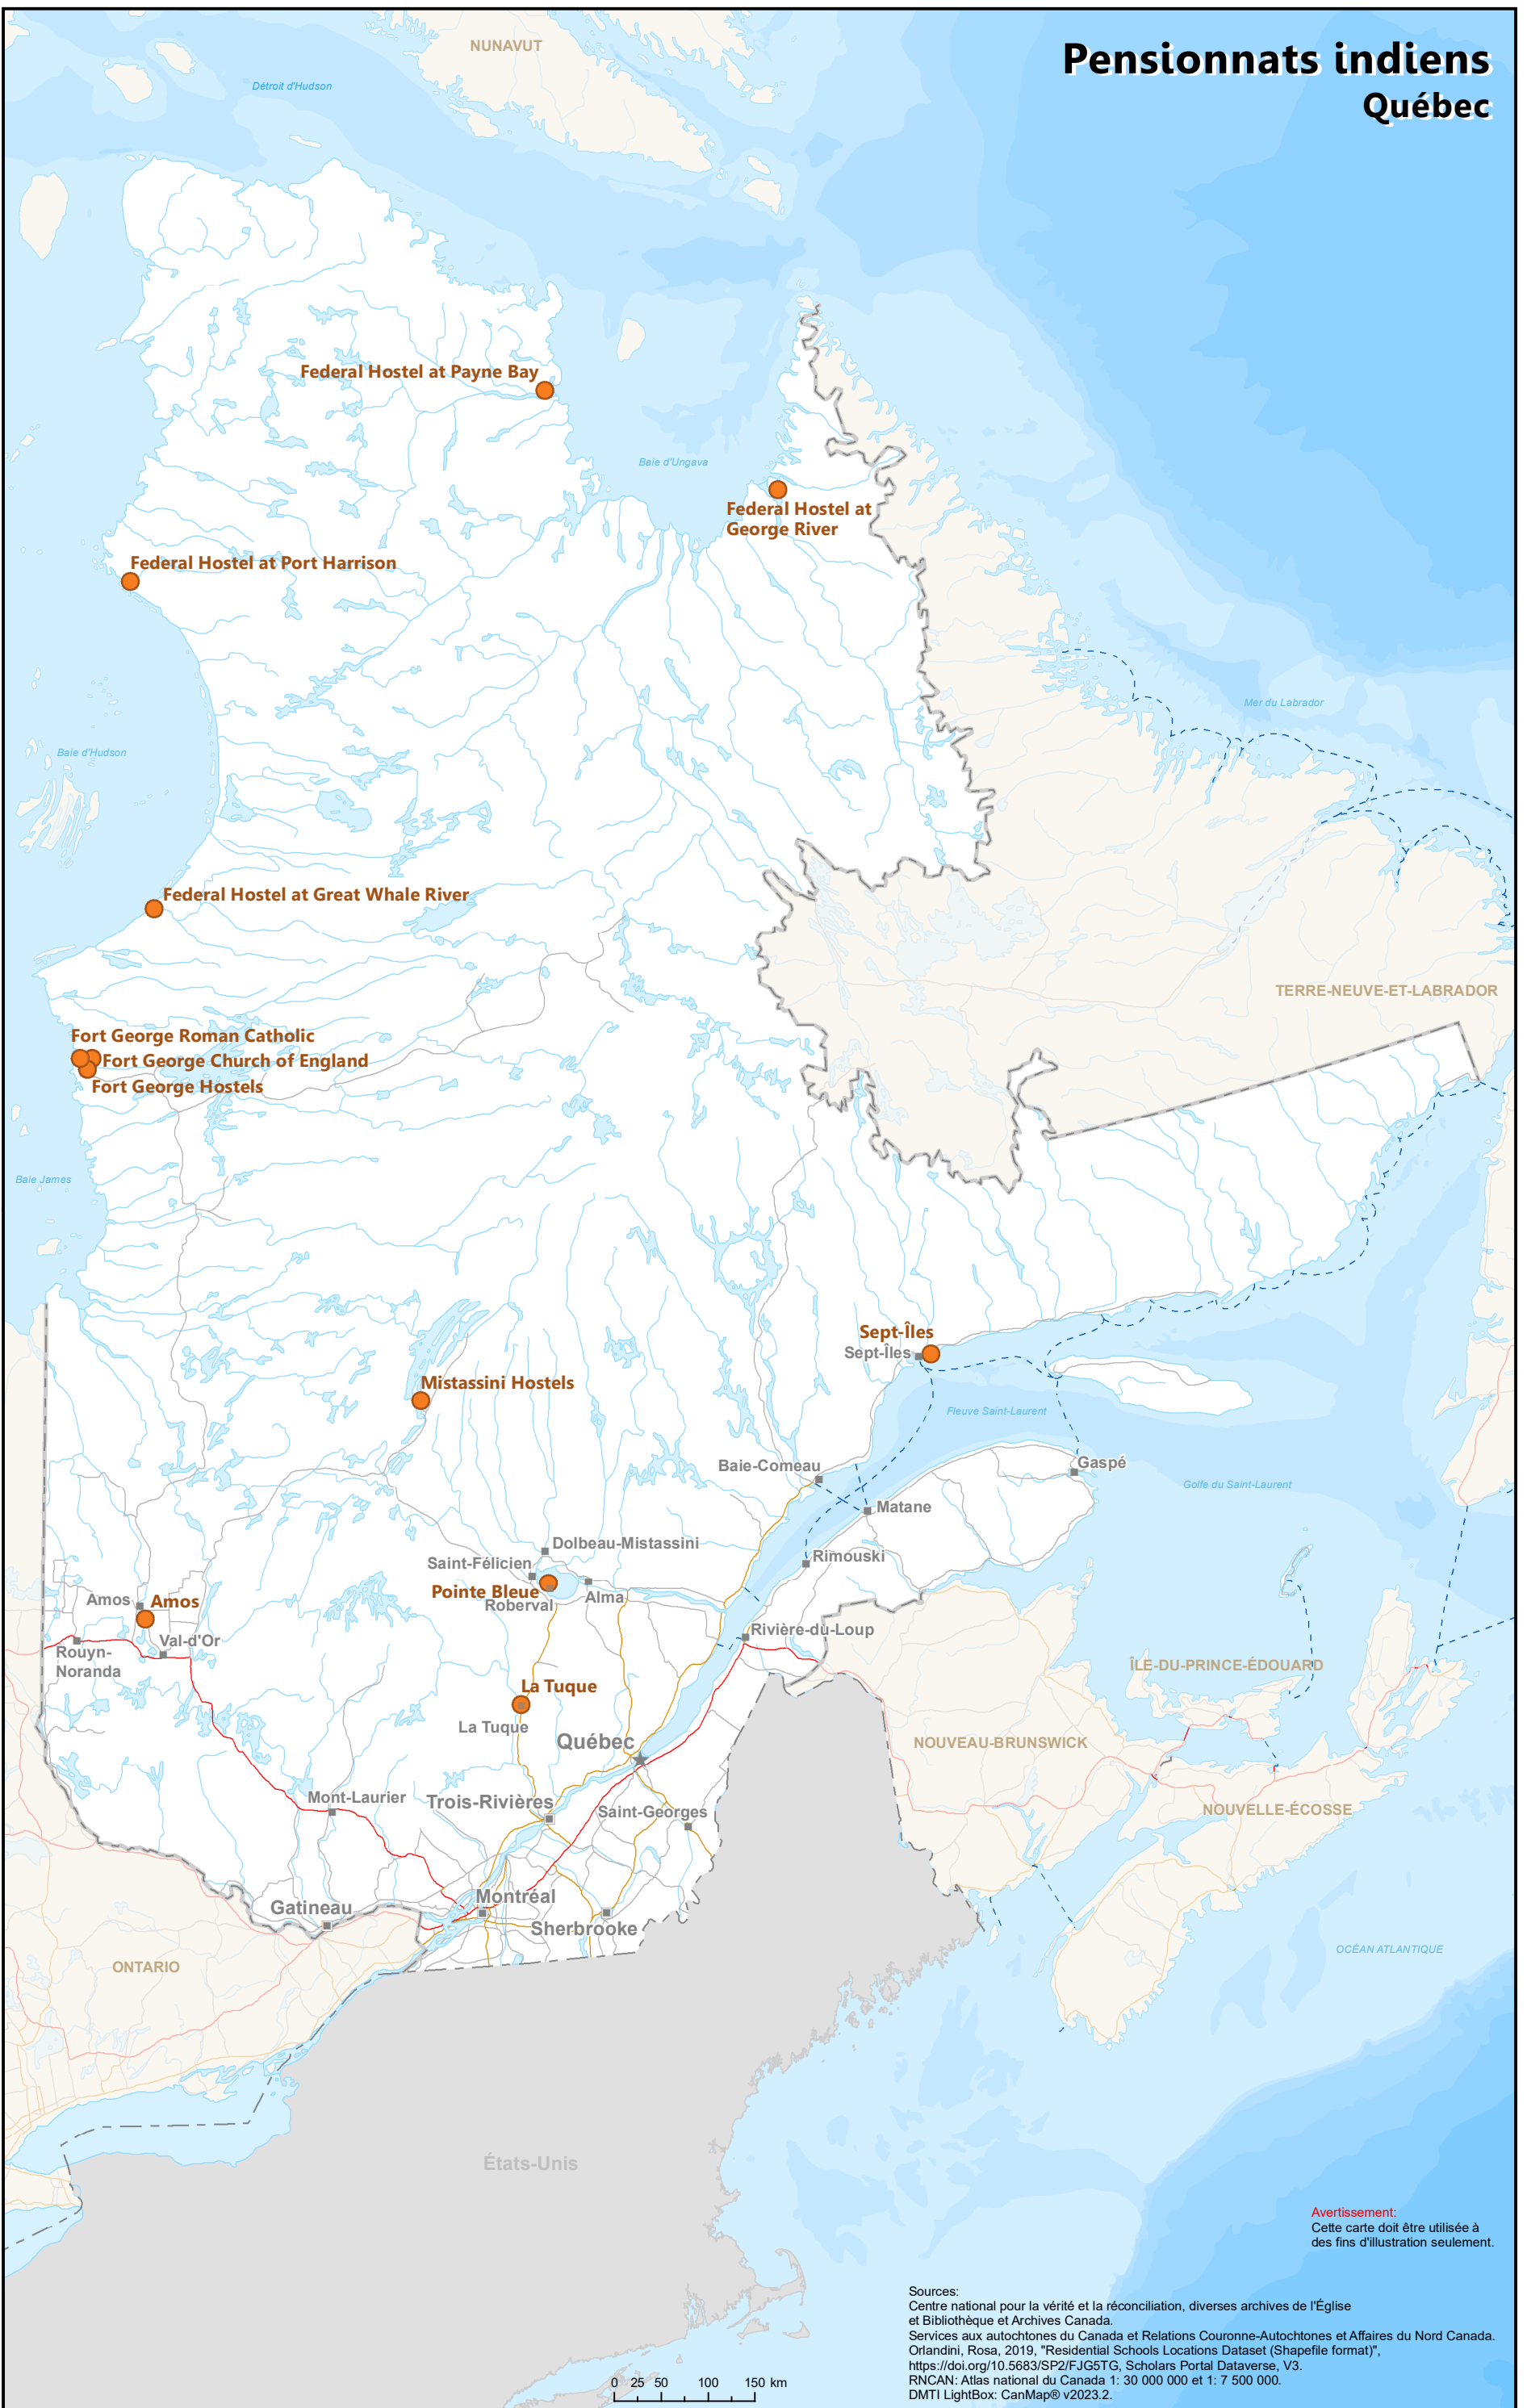 Pensionnats indiens
Québec
NUNAVUT
Détroit d'Hudson
Federal Hostel at Payne Bay
Baie d'Ungava
Federal Hostel at
George River
Federal Hostel at Port Harrison
Mer du Labrador
Baie d'Hudson
Federal Hostel at Great Whale River
TERRE-NEUVE-ET-LABRADOR
Fort George Roman Catholic
Fort George Church of England
Fort George Hostels
Baie James
Sept-Îles
Sept-Îles
Mistassini Hostels
Fleuve Saint-Laurent
Baie-Comeau
Gaspé
Golfe du Saint-Laurent
Matane
Dolbeau-Mistassini
Saint-Félicien
Rimouski
Pointe Bleue
Roberval
Alma
Amos
Amos
Rivière-du-Loup
Val-d'Or
Rouyn-
Noranda
ÎLE-DU-PRINCE-ÉDOUARD
La Tuque
La Tuque
Québec
NOUVEAU-BRUNSWICK
Mont-Laurier
Trois-Rivières
Saint-Georges
NOUVELLE-ÉCOSSE
Montréal
Gatineau
Sherbrooke
OCÉAN ATLANTIQUE
ONTARIO
États-Unis
Avertissement:
Cette carte doit être utilisée à
des fins d'illustration seulement.
Sources:
Centre national pour la vérité et la réconciliation, diverses archives de l'Église
et Bibliothèque et Archives Canada.
Services aux autochtones du Canada et Relations Couronne-Autochtones et Affaires du Nord Canada.
Orlandini, Rosa, 2019, "Residential Schools Locations Dataset (Shapefile format)",
https://doi.org/10.5683/SP2/FJG5TG, Scholars Portal Dataverse, V3.
RNCAN: Atlas national du Canada 1: 30 000 000 et 1: 7 500 000.
DMTI LightBox: CanMap® v2023.2.
0 25 50 100 150 km